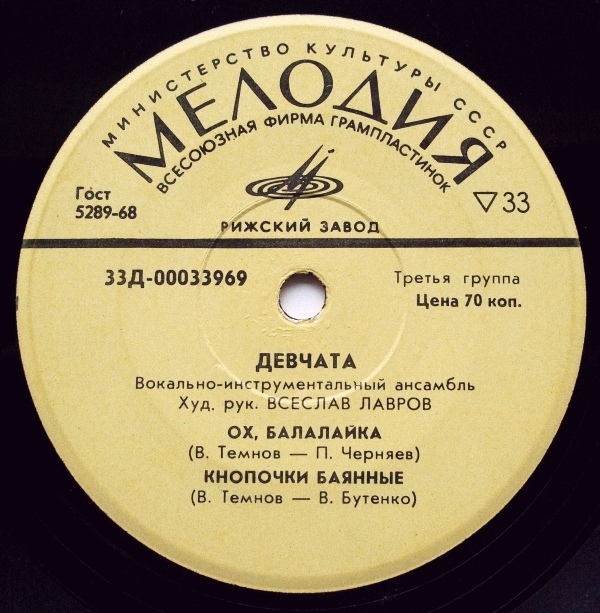 МИНИСТЕРСТВО КУЛЬТУРЫ СССР
МЕЛОДИЯ
ВСЕСОЮЗНАЯ ФИРМА ГРАМПЛАСТИНОК
Гост
5289-68
▽33
РИЖСКИЙ ЗАВОД
33Д-00033969
Третья группа
Цена 70 коп.
ДЕВЧАТА
Вокально-инструментальный ансамбль
Худ. рук. ВСЕСЛАВ ЛАВРОВ
ОХ, БАЛАЛАЙКА
(В. Темнов — П. Черняев)
КНОПОЧКИ БАЯННЫЕ
(В. Темнов — В. Бутенко)